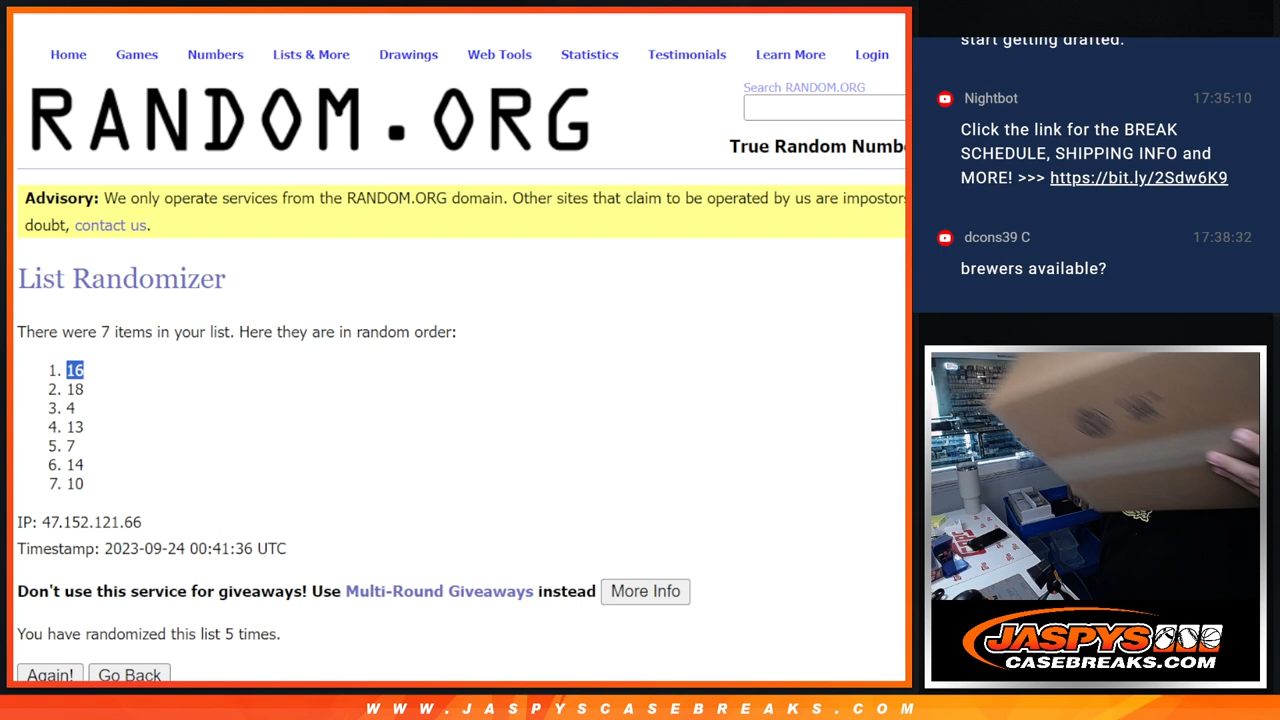 Home Games Numbers Lists & More Drawings Web Tools Statistics Testimonials Learn More Login
RANDOM.ORG
Search RANDOM.ORG
True Random Numbe
Advisory: We only operate services from the RANDOM.ORG domain. Other sites that claim to be operated by us are impostors
doubt, contact us.
List Randomizer
There were 7 items in your list. Here they are in random order:
1. 16
2. 18
3. 4
4. 13
5. 7
6. 14
7. 10
IP: 47.152.121.66
Timestamp: 2023-09-24 00:41:36 UTC
Don't use this service for giveaways! Use Multi-Round Giveaways instead More Info
You have randomized this list 5 times.
Again! Go Back
start getting drafted.
Nightbot 17:35:10
Click the link for the BREAK
SCHEDULE, SHIPPING INFO and
MORE! >>> https://bit.ly/2Sdw6K9
dcons39 C 17:38:32
brewers available?
JASPYS
CASEBREAKS.COM
WWW.JASPYSCASEBREAKS.COM